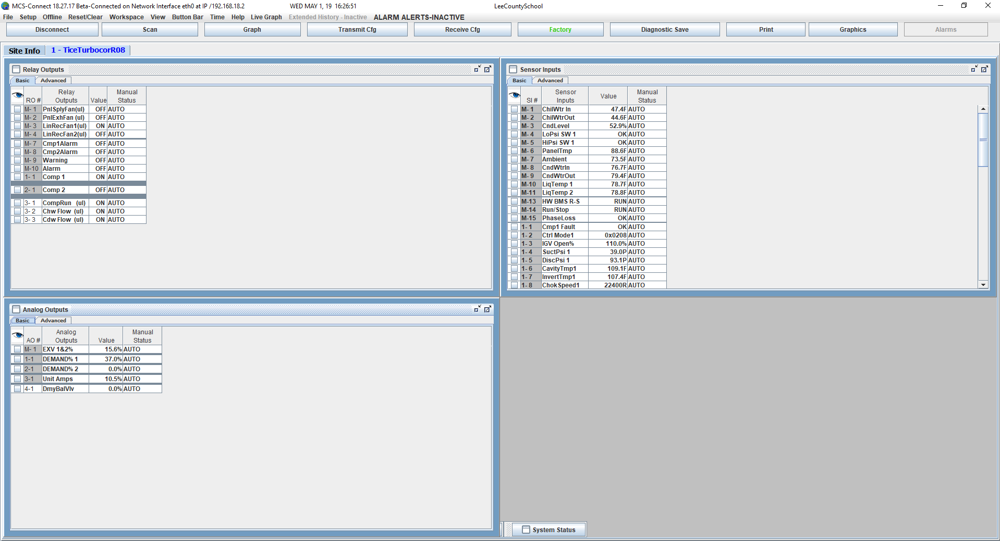 MCS-Connect 18.27.17 Beta-Connected on Network Interface eth0 at IP /192.168.18.2 WED MAY 1, 19 16:26:51 LeeCountySchool
File Setup Offline Reset/Clear Workspace View Button Bar Time Help Live Graph Extended History - Inactive ALARM ALERTS-INACTIVE
Disconnect Scan Graph Transmit Cfg Receive Cfg Factory Diagnostic Save Print Graphics Alarms
Site Info 1 - TiceTurbocorR08
Relay Outputs
Basic Advanced
RO # Relay Outputs Value Manual Status
M- 1 PnlSplyFan(ul) OFF AUTO
M- 2 PnlExhFan (ul) OFF AUTO
M- 3 LinRecFan1(ul) ON AUTO
M- 4 LinRecFan2(ul) OFF AUTO
M- 7 Cmp1Alarm OFF AUTO
M- 8 Cmp2Alarm OFF AUTO
M- 9 Warning OFF AUTO
M-10 Alarm OFF AUTO
1- 1 Comp 1 ON AUTO
2- 1 Comp 2 OFF AUTO
3- 1 CompRun (ul) ON AUTO
3- 2 Chw Flow (ul) ON AUTO
3- 3 Cdw Flow (ul) ON AUTO
Sensor Inputs
Basic Advanced
SI # Sensor Inputs Value Manual Status
M- 1 ChilWtr In 47.4F AUTO
M- 2 ChilWtrOut 44.6F AUTO
M- 3 CndLevel 52.9% AUTO
M- 4 LoPsi SW 1 OK AUTO
M- 5 HiPsi SW 1 OK AUTO
M- 6 PanelTmp 88.6F AUTO
M- 7 Ambient 73.5F AUTO
M- 8 CndWtrIn 76.7F AUTO
M- 9 CndWtrOut 79.4F AUTO
M-10 LiqTemp 1 78.7F AUTO
M-11 LiqTemp 2 78.8F AUTO
M-13 HW BMS R-S RUN AUTO
M-14 Run/Stop RUN AUTO
M-15 PhaseLoss OK AUTO
1- 1 Cmp1 Fault OK AUTO
1- 2 Ctrl Mode1 0x0208 AUTO
1- 3 IGV Open% 110.0% AUTO
1- 4 SuctPsi 1 39.0P AUTO
1- 5 DiscPsi 1 93.1P AUTO
1- 6 CavityTmp1 109.1F AUTO
1- 7 InvertTmp1 107.4F AUTO
1- 8 ChokSpeed1 22400R AUTO
Analog Outputs
Basic Advanced
AO # Analog Outputs Value Manual Status
M- 1 EXV 1&2% 15.6% AUTO
1-1 DEMAND% 1 37.0% AUTO
2-1 DEMAND% 2 0.0% AUTO
3-1 Unit Amps 10.5% AUTO
4-1 DmyBalVlv 0.0% AUTO
System Status